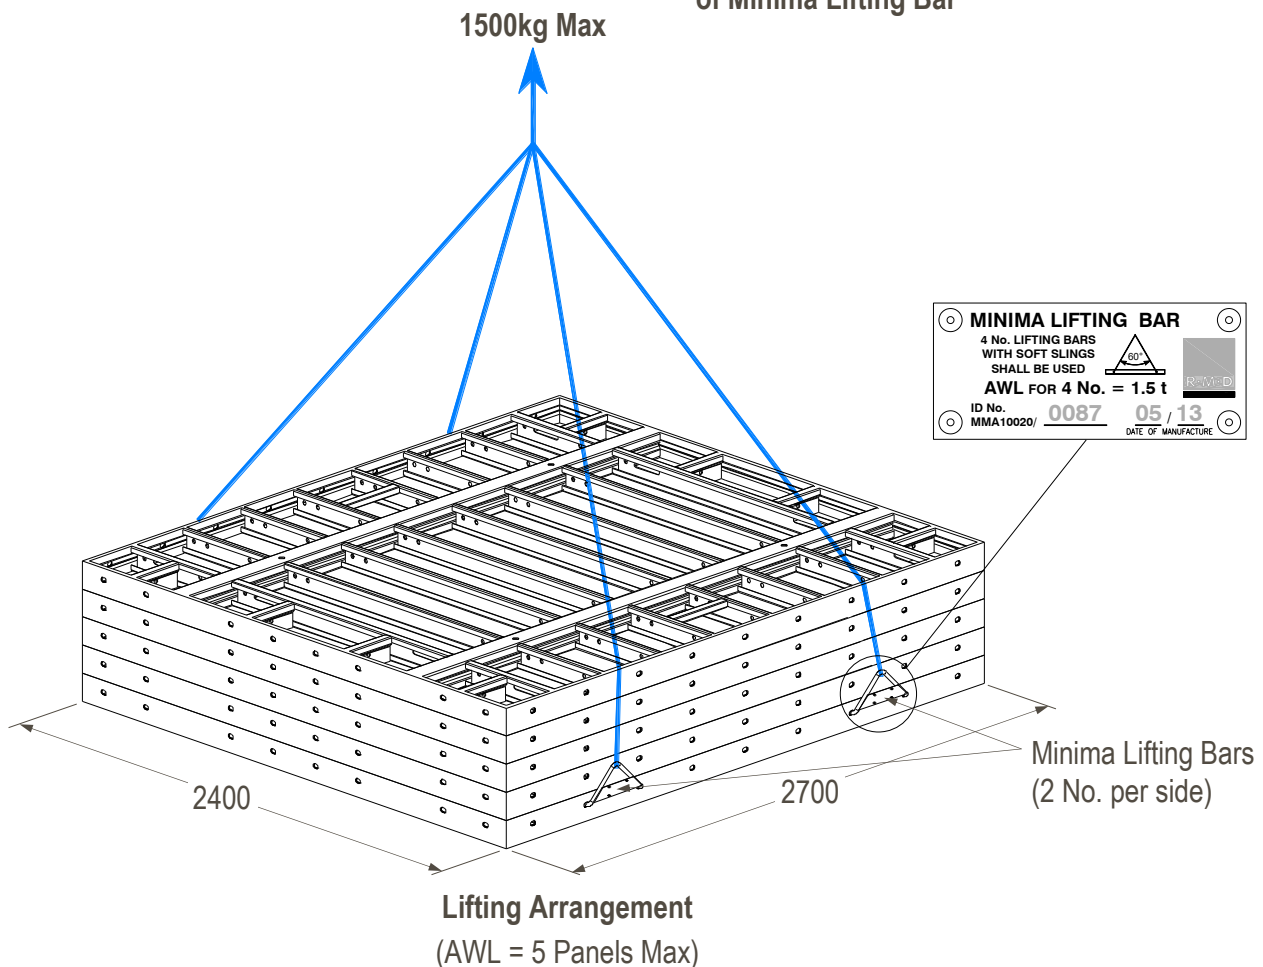 of Minima Lifting Bar
1500kg Max
MINIMA LIFTING BAR
4 No. LIFTING BARS
WITH SOFT SLINGS
SHALL BE USED
60°
R•M•D
AWL FOR 4 No. = 1.5 t
ID No.
MMA10020/ 0087 05 / 13
DATE OF MANUFACTURE
Minima Lifting Bars
(2 No. per side)
2400
2700
Lifting Arrangement
(AWL = 5 Panels Max)